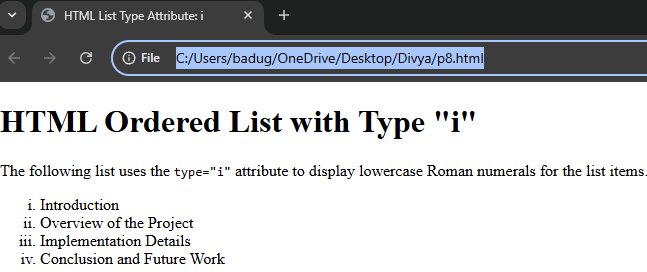 HTML List Type Attribute: i
File C:/Users/badug/OneDrive/Desktop/Divya/p8.html
HTML Ordered List with Type "i"
The following list uses the type="i" attribute to display lowercase Roman numerals for the list items.
i. Introduction
ii. Overview of the Project
iii. Implementation Details
iv. Conclusion and Future Work